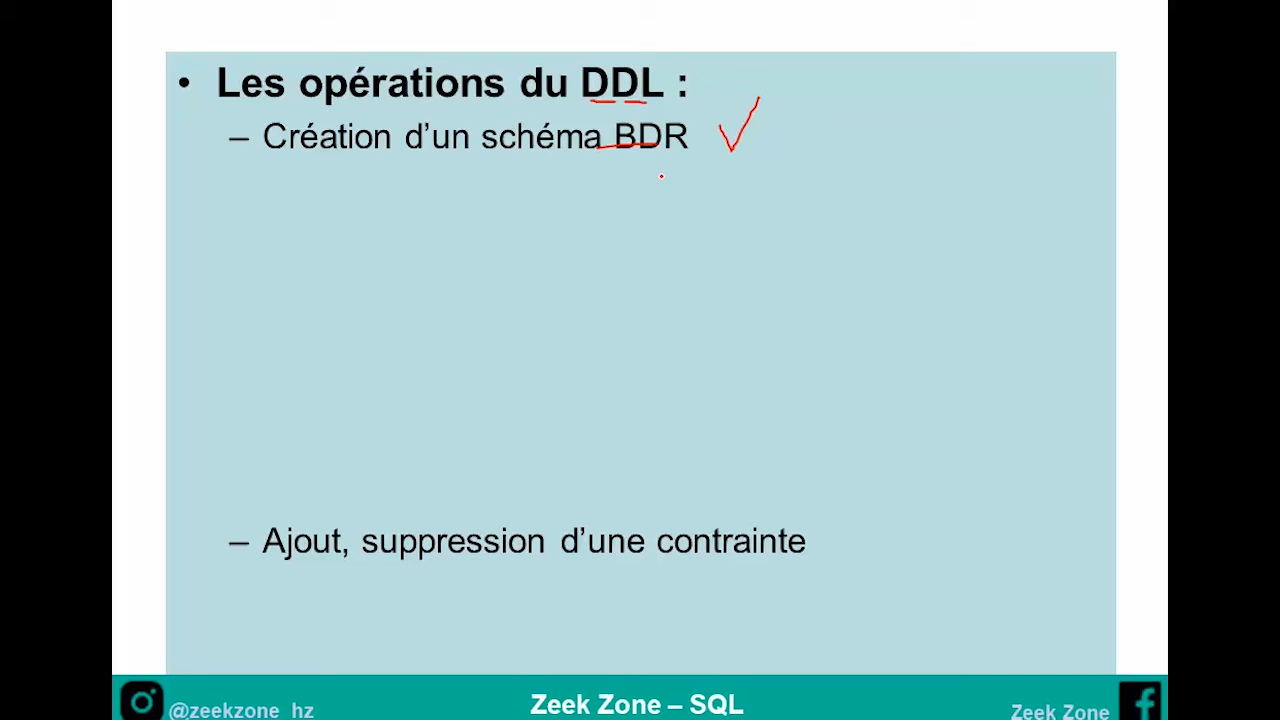 • Les opérations du DDL :
– Création d’un schéma BDR
– Ajout, suppression d’une contrainte
@zeekzone_hz
Zeek Zone – SQL
Zeek Zone